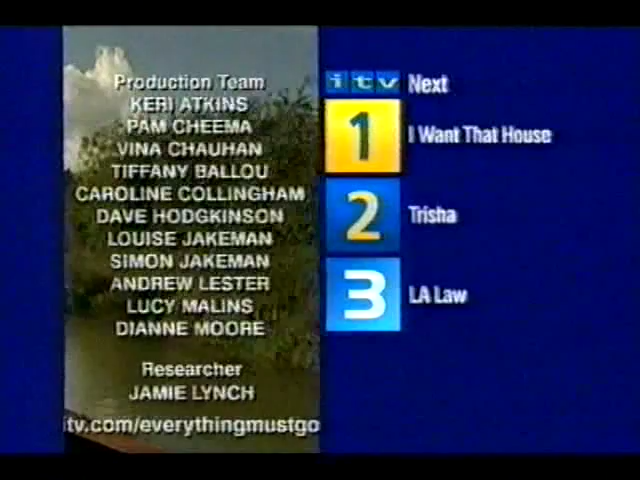 Production Team
KERI ATKINS
PAM CHEEMA
VINA CHAUHAN
TIFFANY BALLOU
CAROLINE COLLINGHAM
DAVE HODGKINSON
LOUISE JAKEMAN
SIMON JAKEMAN
ANDREW LESTER
LUCY MALINS
DIANNE MOORE
Researcher
JAMIE LYNCH
itv.com/everythingmustgo
itv Next
1 I Want That House
2 Trisha
3 LA Law